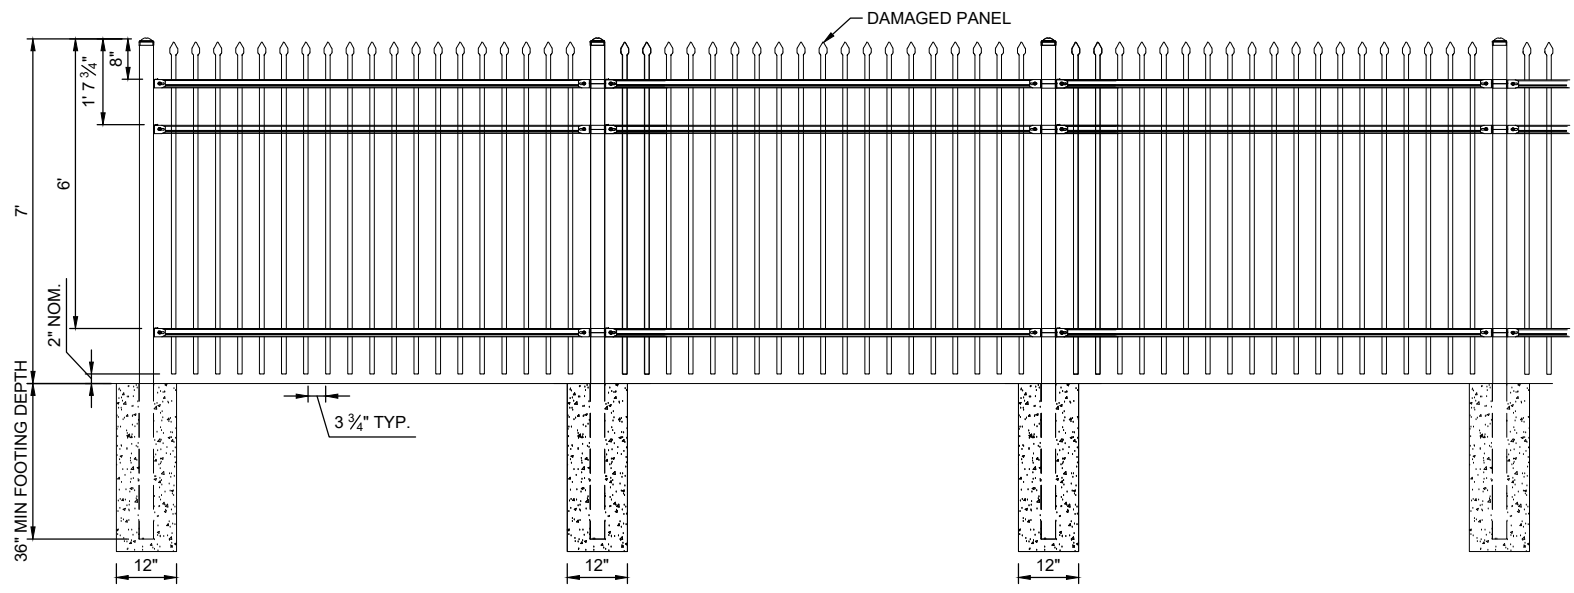 DAMAGED PANEL
8"
1' 7 3/4"
6'
7'
2" NOM.
36" MIN FOOTING DEPTH
3 3/4" TYP.
12"
12"
12"